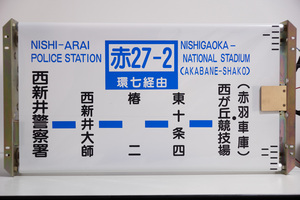 NISHI-ARAI
POLICE STATION
赤27-2
環七経由
NISHIGAOKA-
NATIONAL STADIUM
(AKABANE-SHAKO)
西新井警察署
西新井大師
椿二
東十条四
西が丘競技場
(赤羽車庫)